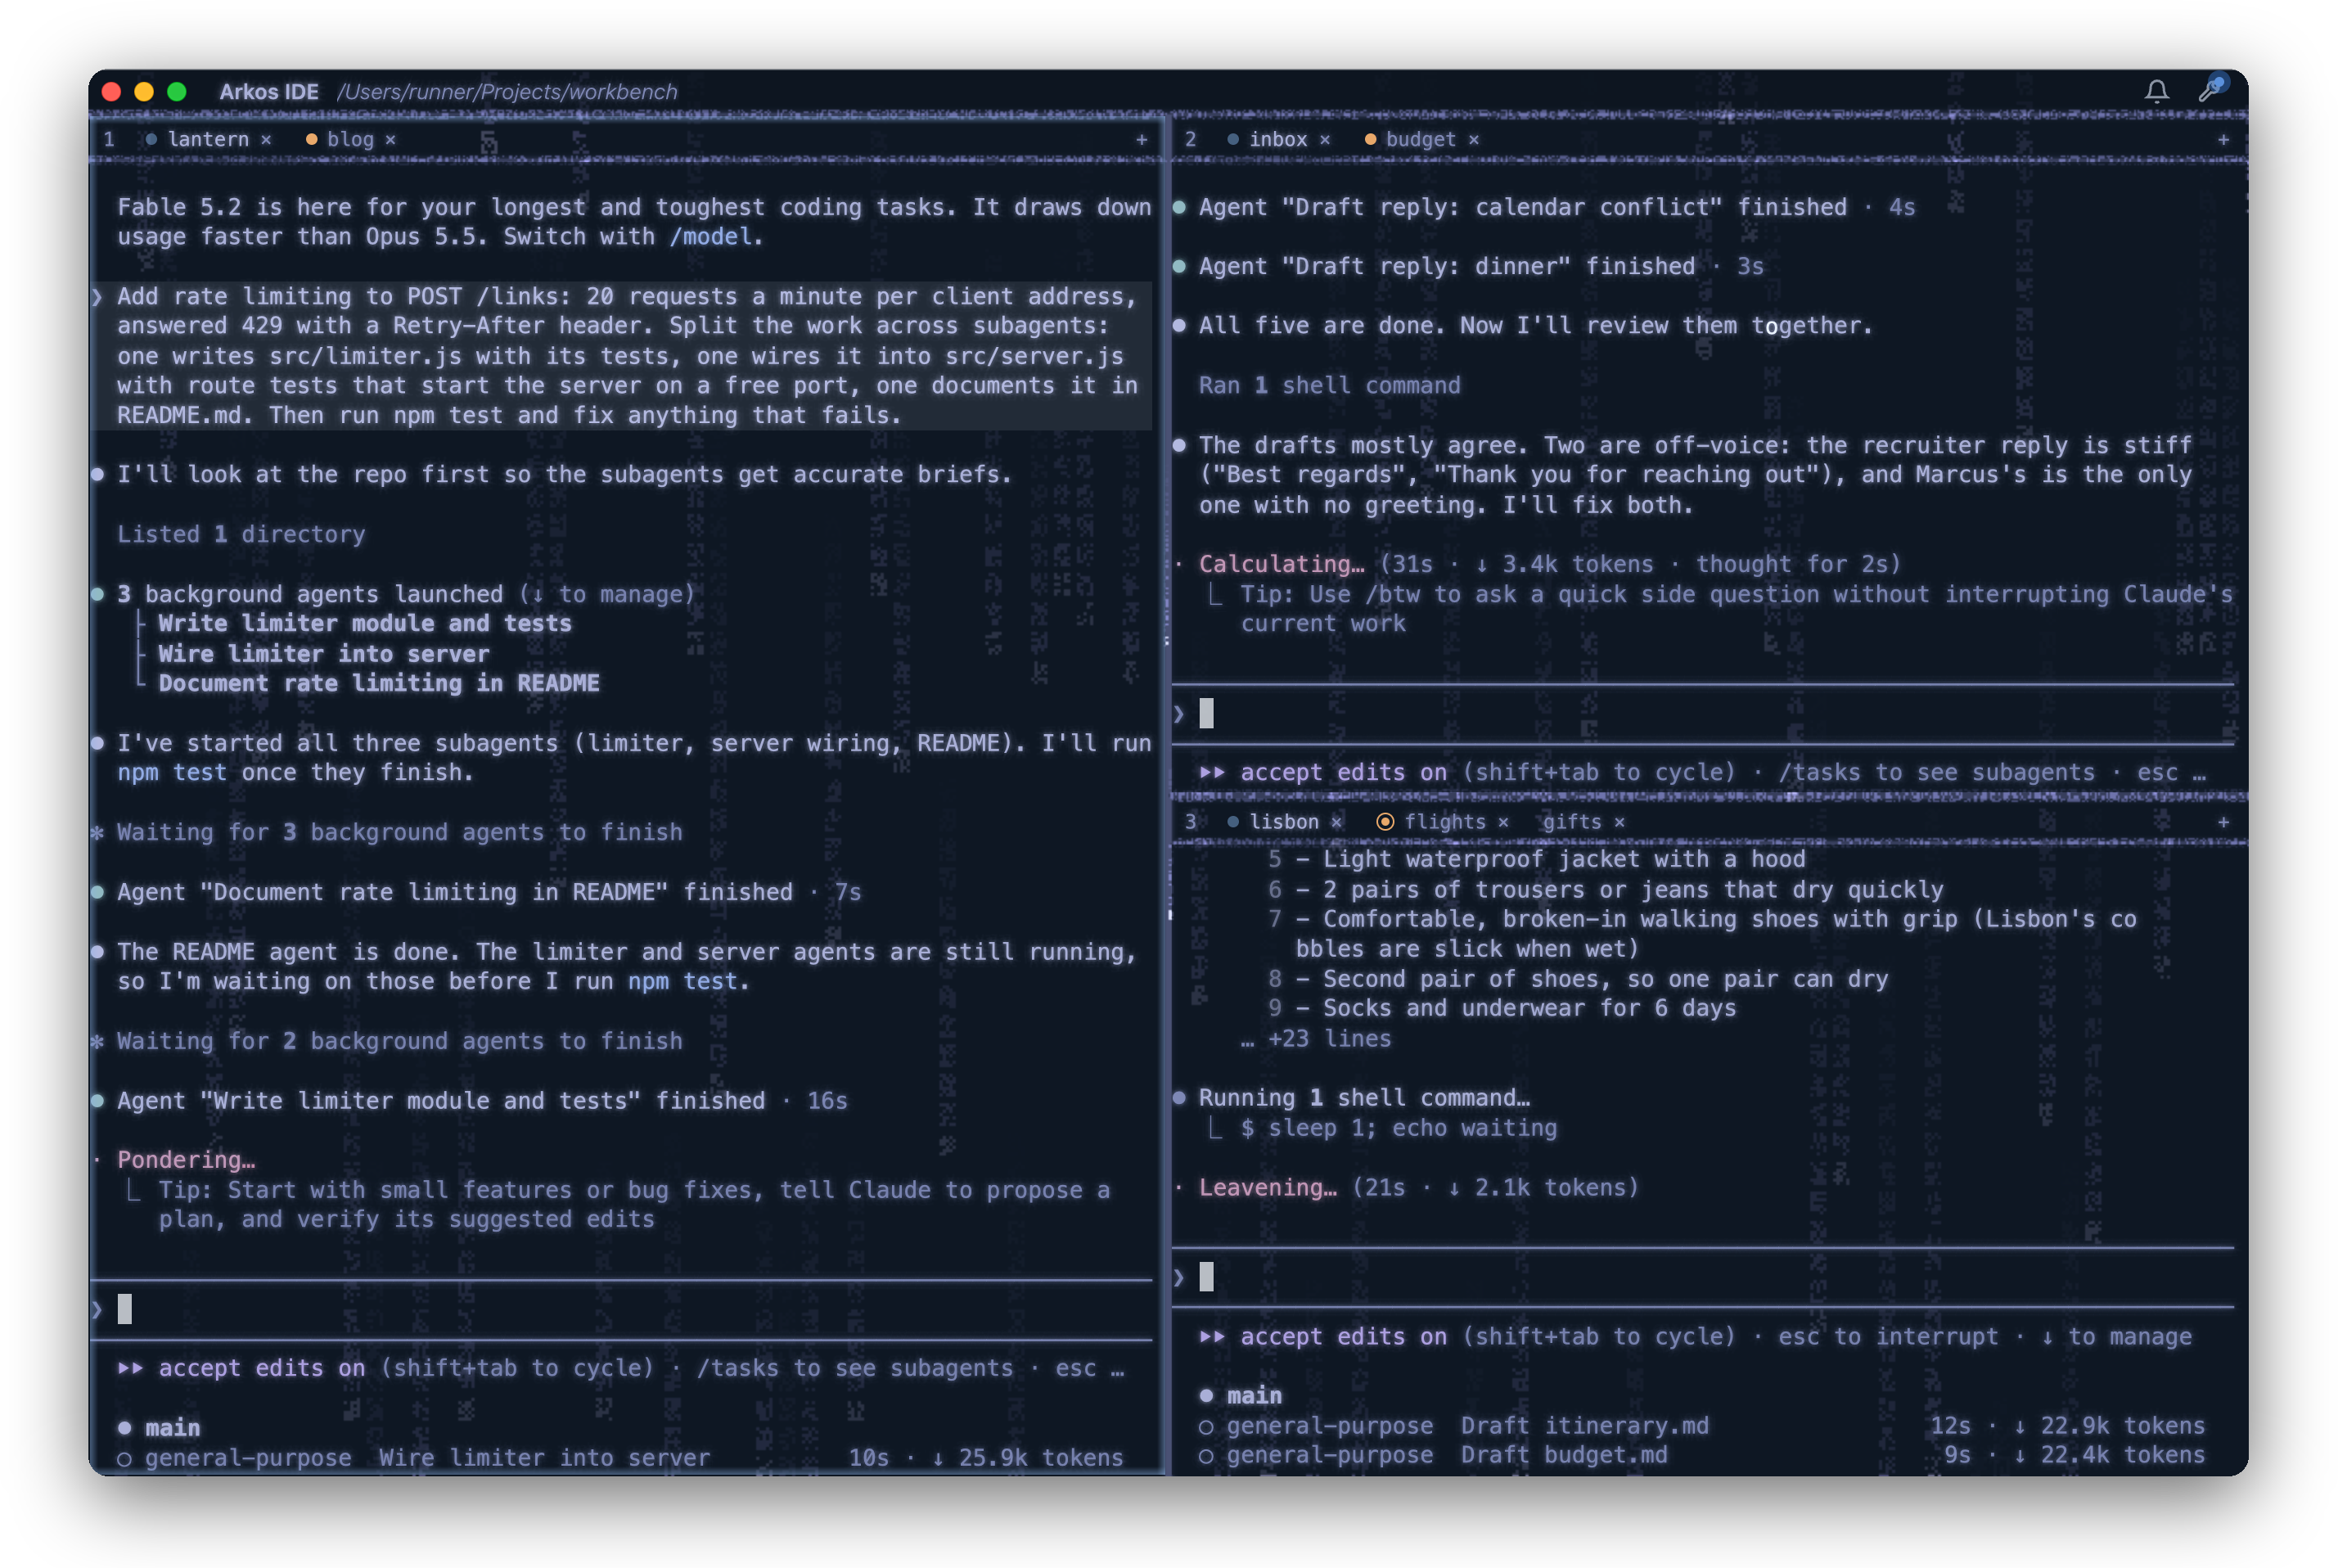 Arkos IDE /Users/runner/Projects/workbench
1 lantern × blog × +
Fable 5.2 is here for your longest and toughest coding tasks. It draws down
usage faster than Opus 5.5. Switch with /model.
❯ Add rate limiting to POST /links: 20 requests a minute per client address,
answered 429 with a Retry-After header. Split the work across subagents:
one writes src/limiter.js with its tests, one wires it into src/server.js
with route tests that start the server on a free port, one documents it in
README.md. Then run npm test and fix anything that fails.
● I'll look at the repo first so the subagents get accurate briefs.
Listed 1 directory
● 3 background agents launched (↓ to manage)
├ Write limiter module and tests
├ Wire limiter into server
└ Document rate limiting in README
● I've started all three subagents (limiter, server wiring, README). I'll run
npm test once they finish.
✻ Waiting for 3 background agents to finish
● Agent "Document rate limiting in README" finished · 7s
● The README agent is done. The limiter and server agents are still running,
so I'm waiting on those before I run npm test.
✻ Waiting for 2 background agents to finish
● Agent "Write limiter module and tests" finished · 16s
· Pondering…
⎿ Tip: Start with small features or bug fixes, tell Claude to propose a
plan, and verify its suggested edits
❯
⏵⏵ accept edits on (shift+tab to cycle) · /tasks to see subagents · esc …
● main
○ general-purpose Wire limiter into server 10s · ↓ 25.9k tokens
2 inbox × budget × +
● Agent "Draft reply: calendar conflict" finished · 4s
● Agent "Draft reply: dinner" finished · 3s
● All five are done. Now I'll review them together.
Ran 1 shell command
● The drafts mostly agree. Two are off-voice: the recruiter reply is stiff
("Best regards", "Thank you for reaching out"), and Marcus's is the only
one with no greeting. I'll fix both.
· Calculating… (31s · ↓ 3.4k tokens · thought for 2s)
⎿ Tip: Use /btw to ask a quick side question without interrupting Claude's
current work
❯
⏵⏵ accept edits on (shift+tab to cycle) · /tasks to see subagents · esc …
3 lisbon × flights × gifts × +
5 - Light waterproof jacket with a hood
6 - 2 pairs of trousers or jeans that dry quickly
7 - Comfortable, broken-in walking shoes with grip (Lisbon's co
bbles are slick when wet)
8 - Second pair of shoes, so one pair can dry
9 - Socks and underwear for 6 days
… +23 lines
● Running 1 shell command…
⎿ $ sleep 1; echo waiting
· Leavening… (21s · ↓ 2.1k tokens)
❯
⏵⏵ accept edits on (shift+tab to cycle) · esc to interrupt · ↓ to manage
● main
○ general-purpose Draft itinerary.md 12s · ↓ 22.9k tokens
○ general-purpose Draft budget.md 9s · ↓ 22.4k tokens